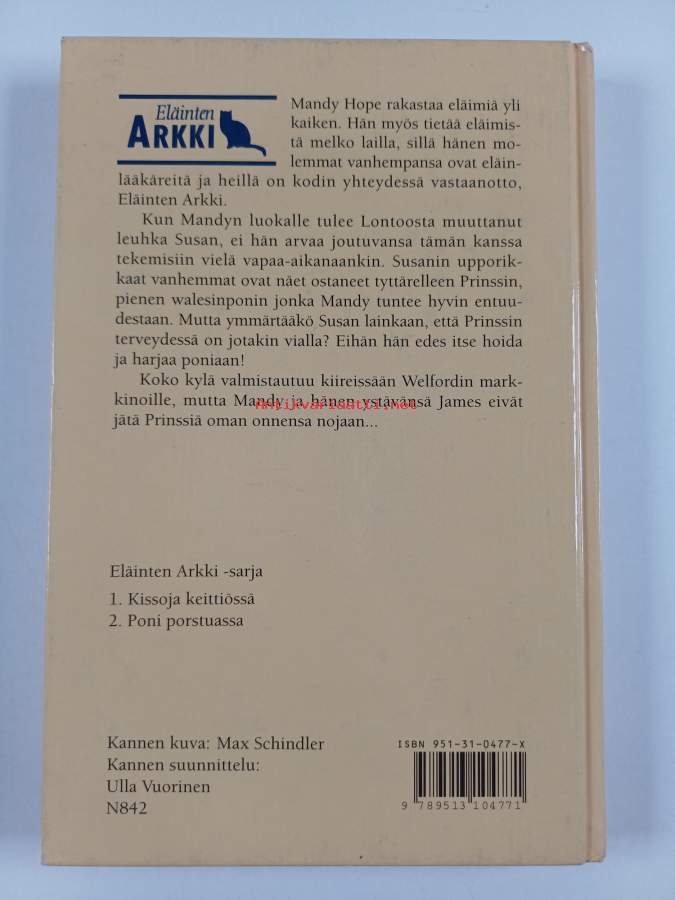 Eläinten
ARKKI
Mandy Hope rakastaa eläimiä yli
kaiken. Hän myös tietää eläimis-
tä melko lailla, sillä hänen mo-
lemmat vanhempansa ovat eläin-
lääkäreitä ja heillä on kodin yhteydessä vastaanotto,
Eläinten Arkki.
Kun Mandyn luokalle tulee Lontoosta muuttanut
leuhka Susan, ei hän arvaa joutuvansa tämän kanssa
tekemisiin vielä vapaa-aikanaankin. Susanin upporik-
kaat vanhemmat ovat näet ostaneet tyttärelleen Prinssin,
pienen walesinponin jonka Mandy tuntee hyvin entuu-
destaan. Mutta ymmärtääkö Susan lainkaan, että Prinssin
terveydessä on jotakin vialla? Eihän hän edes itse hoida
ja harjaa poniaan!
Koko kylä valmistautuu kiireissään Welfordin mark-
kinoille, mutta Mandy ja hänen ystävänsä James eivät
jätä Prinssiä oman onnensa nojaan...
Antikvariaatti.net
Eläinten Arkki -sarja
1. Kissoja keittiössä
2. Poni porstuassa
Kannen kuva: Max Schindler
Kannen suunnittelu:
Ulla Vuorinen
N842
ISBN 951-31-0477-X
9 789513 104771